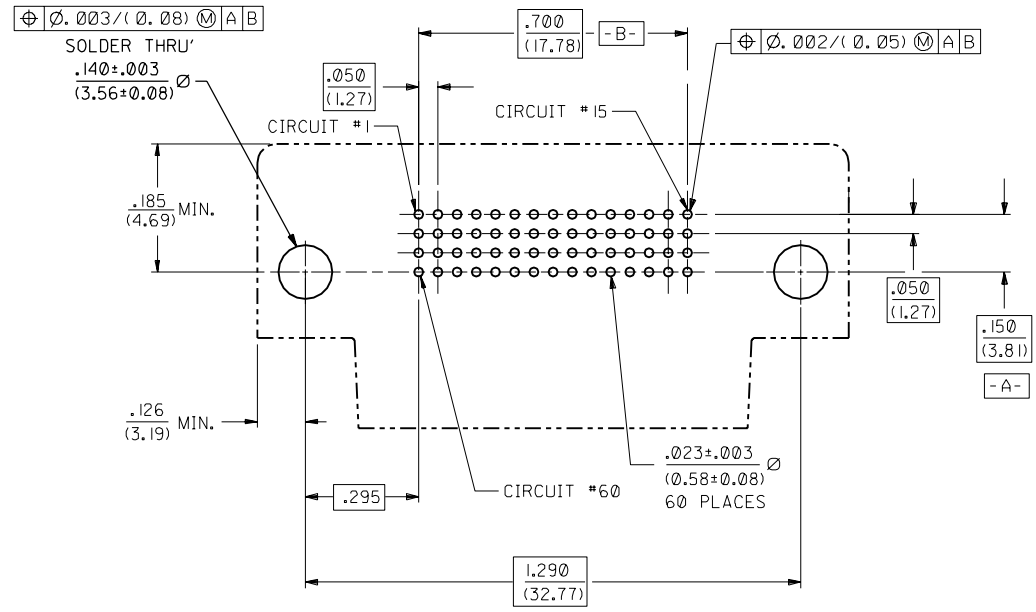 ⌖ Ø.003/(0.08) Ⓜ A B
SOLDER THRU'
.140±.003
(3.56±0.08) Ø
.700
(17.78)
-B-
⌖ Ø.002/(0.05) Ⓜ A B
.050
(1.27)
CIRCUIT #1
CIRCUIT #15
.185
(4.69) MIN.
.050
(1.27)
.150
(3.81)
-A-
.126
(3.19) MIN.
.023±.003
(0.58±0.08) Ø
60 PLACES
.295
CIRCUIT #60
1.290
(32.77)